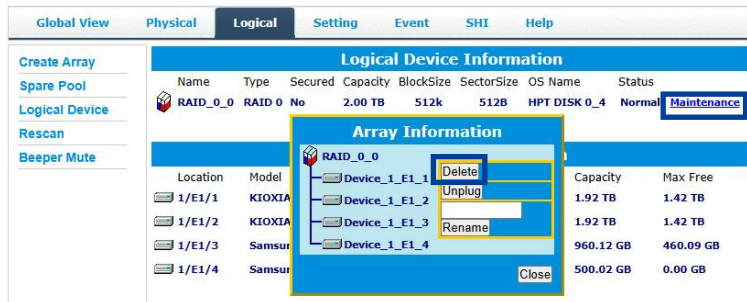 Global View Physical Logical Setting Event SHI Help
Create Array
Spare Pool
Logical Device
Rescan
Beeper Mute
Logical Device Information
Name Type Secured Capacity BlockSize SectorSize OS Name Status
RAID_0_0 RAID 0 No 2.00 TB 512k 512B HPT DISK 0_4 Normal Maintenance
Array Information
RAID_0_0
Device_1_E1_1 Delete
Device_1_E1_2 Unplug
Device_1_E1_3 Rename
Device_1_E1_4
Close
Location Model Capacity Max Free
1/E1/1 KIOXIA 1.92 TB 1.42 TB
1/E1/2 KIOXIA 1.92 TB 1.42 TB
1/E1/3 Samsu 960.12 GB 460.09 GB
1/E1/4 Samsu 500.02 GB 0.00 GB